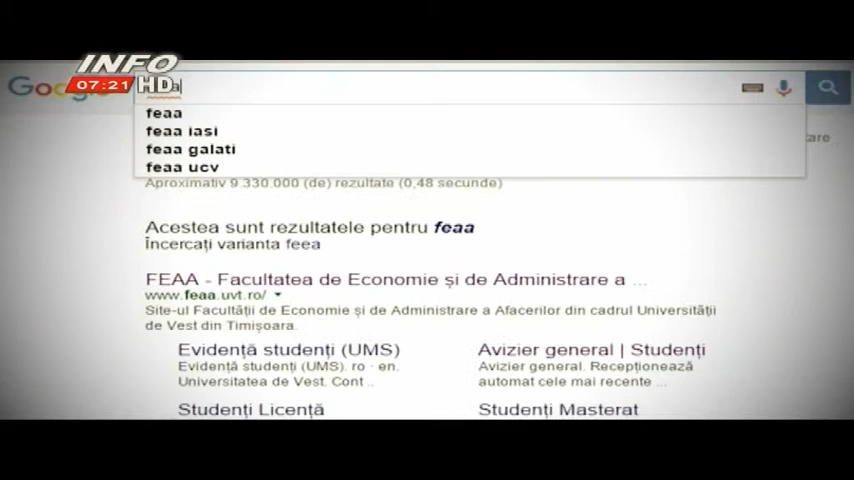 INFO
07:21 HD
Google
feaa
feaa iasi
feaa galati
feaa ucv
Aproximativ 9.330.000 (de) rezultate (0,48 secunde)
Acestea sunt rezultatele pentru feaa
Încercați varianta feea
FEAA - Facultatea de Economie și de Administrare a ...
www.feaa.uvt.ro/
Site-ul Facultății de Economie și de Administrare a Afacerilor din cadrul Universității
de Vest din Timișoara.
Evidență studenți (UMS)
Evidență studenți (UMS). ro · en.
Universitatea de Vest. Cont ..
Avizier general | Studenți
Avizier general. Recepționează
automat cele mai recente ...
Studenți Licență
Studenți Masterat